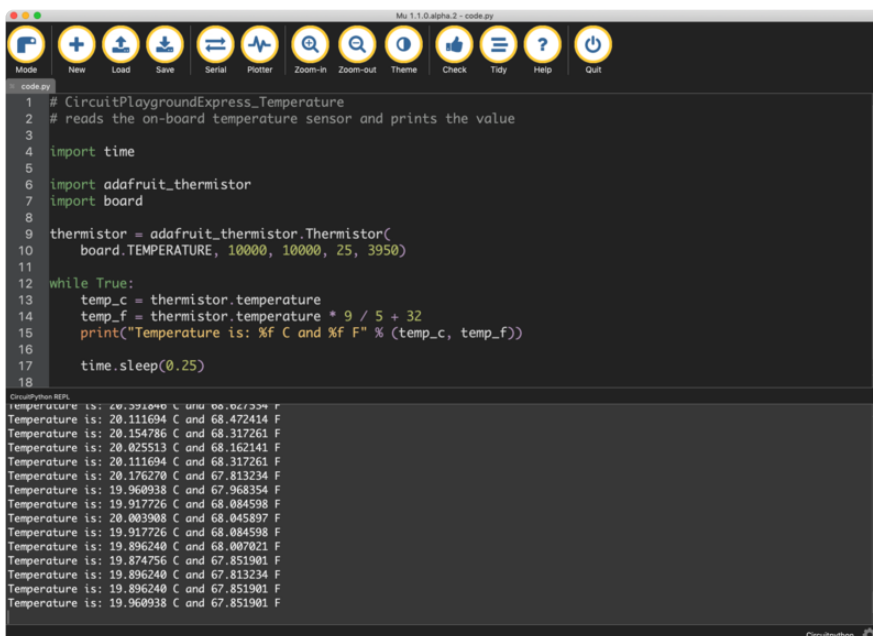 Mu 1.1.0.alpha.2 - code.py
Mode New Load Save Serial Plotter Zoom-in Zoom-out Theme Check Tidy Help Quit
code.py
1 # CircuitPlaygroundExpress_Temperature
2 # reads the on-board temperature sensor and prints the value
3
4 import time
5
6 import adafruit_thermistor
7 import board
8
9 thermistor = adafruit_thermistor.Thermistor(
10 board.TEMPERATURE, 10000, 10000, 25, 3950)
11
12 while True:
13 temp_c = thermistor.temperature
14 temp_f = thermistor.temperature * 9 / 5 + 32
15 print("Temperature is: %f C and %f F" % (temp_c, temp_f))
16
17 time.sleep(0.25)
18
CircuitPython REPL
Temperature is: 20.391846 C and 68.627334 F
Temperature is: 20.111694 C and 68.472414 F
Temperature is: 20.154786 C and 68.317261 F
Temperature is: 20.025513 C and 68.162141 F
Temperature is: 20.111694 C and 68.317261 F
Temperature is: 20.176270 C and 67.813234 F
Temperature is: 19.960938 C and 67.968354 F
Temperature is: 19.917726 C and 68.084598 F
Temperature is: 20.003908 C and 68.045897 F
Temperature is: 19.917726 C and 68.084598 F
Temperature is: 19.896240 C and 68.007021 F
Temperature is: 19.874756 C and 67.851901 F
Temperature is: 19.896240 C and 67.813234 F
Temperature is: 19.896240 C and 67.851901 F
Temperature is: 19.960938 C and 67.851901 F
Circuitpython